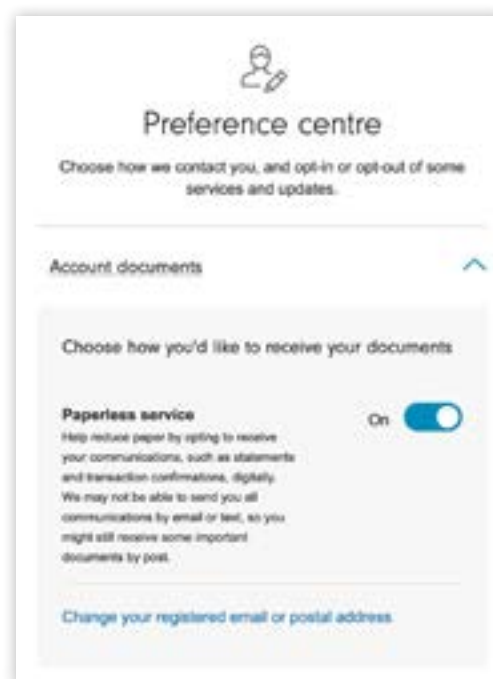 Preference centre
Choose how we contact you, and opt-in or opt-out of some
services and updates.
Account documents
Choose how you'd like to receive your documents
Paperless service
On
Help reduce paper by opting to receive
your communications, such as statements
and transaction confirmations, digitally.
We may not be able to send you all
communications by email or text, so you
might still receive some important
documents by post.
Change your registered email or postal address